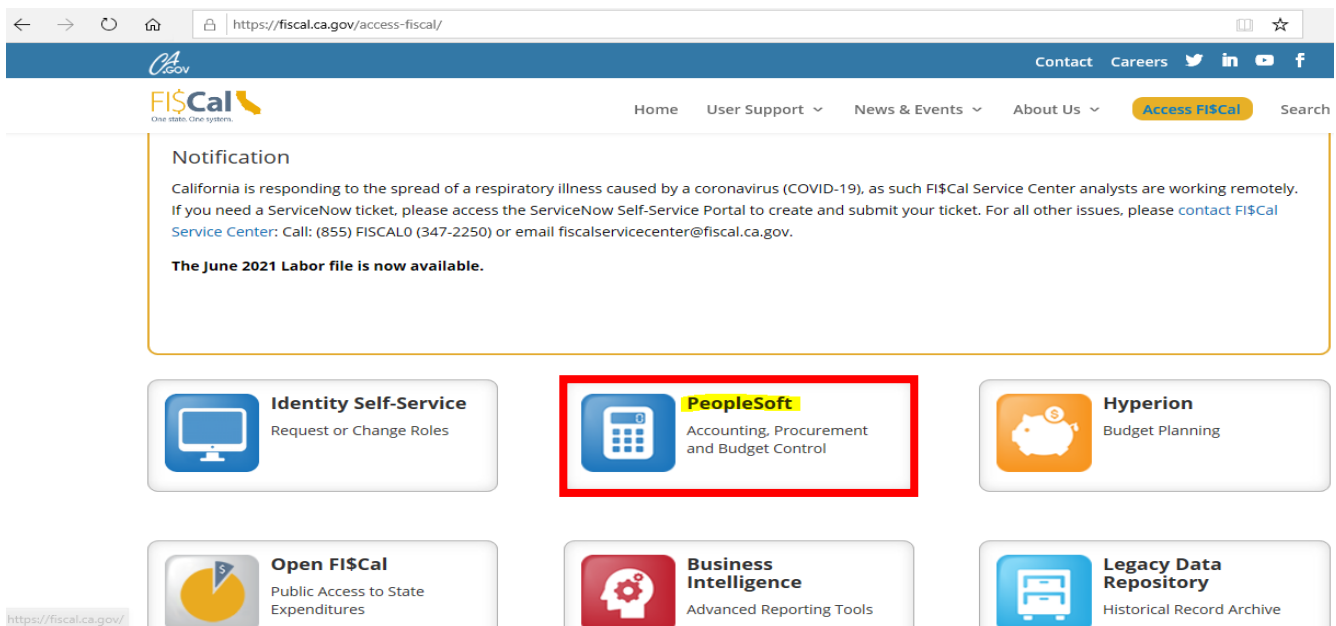 https://fiscal.ca.gov/access-fiscal/
CA.GOV
Contact Careers
FI$Cal
One state. One system.
Home User Support News & Events About Us Access FI$Cal Search
Notification
California is responding to the spread of a respiratory illness caused by a coronavirus (COVID-19), as such FI$Cal Service Center analysts are working remotely.
If you need a ServiceNow ticket, please access the ServiceNow Self-Service Portal to create and submit your ticket. For all other issues, please contact FI$Cal
Service Center: Call: (855) FISCAL0 (347-2250) or email fiscalservicecenter@fiscal.ca.gov.
The June 2021 Labor file is now available.
Identity Self-Service
Request or Change Roles
PeopleSoft
Accounting, Procurement
and Budget Control
Hyperion
Budget Planning
Open FI$Cal
Public Access to State
Expenditures
Business
Intelligence
Advanced Reporting Tools
Legacy Data
Repository
Historical Record Archive
https://fiscal.ca.gov/